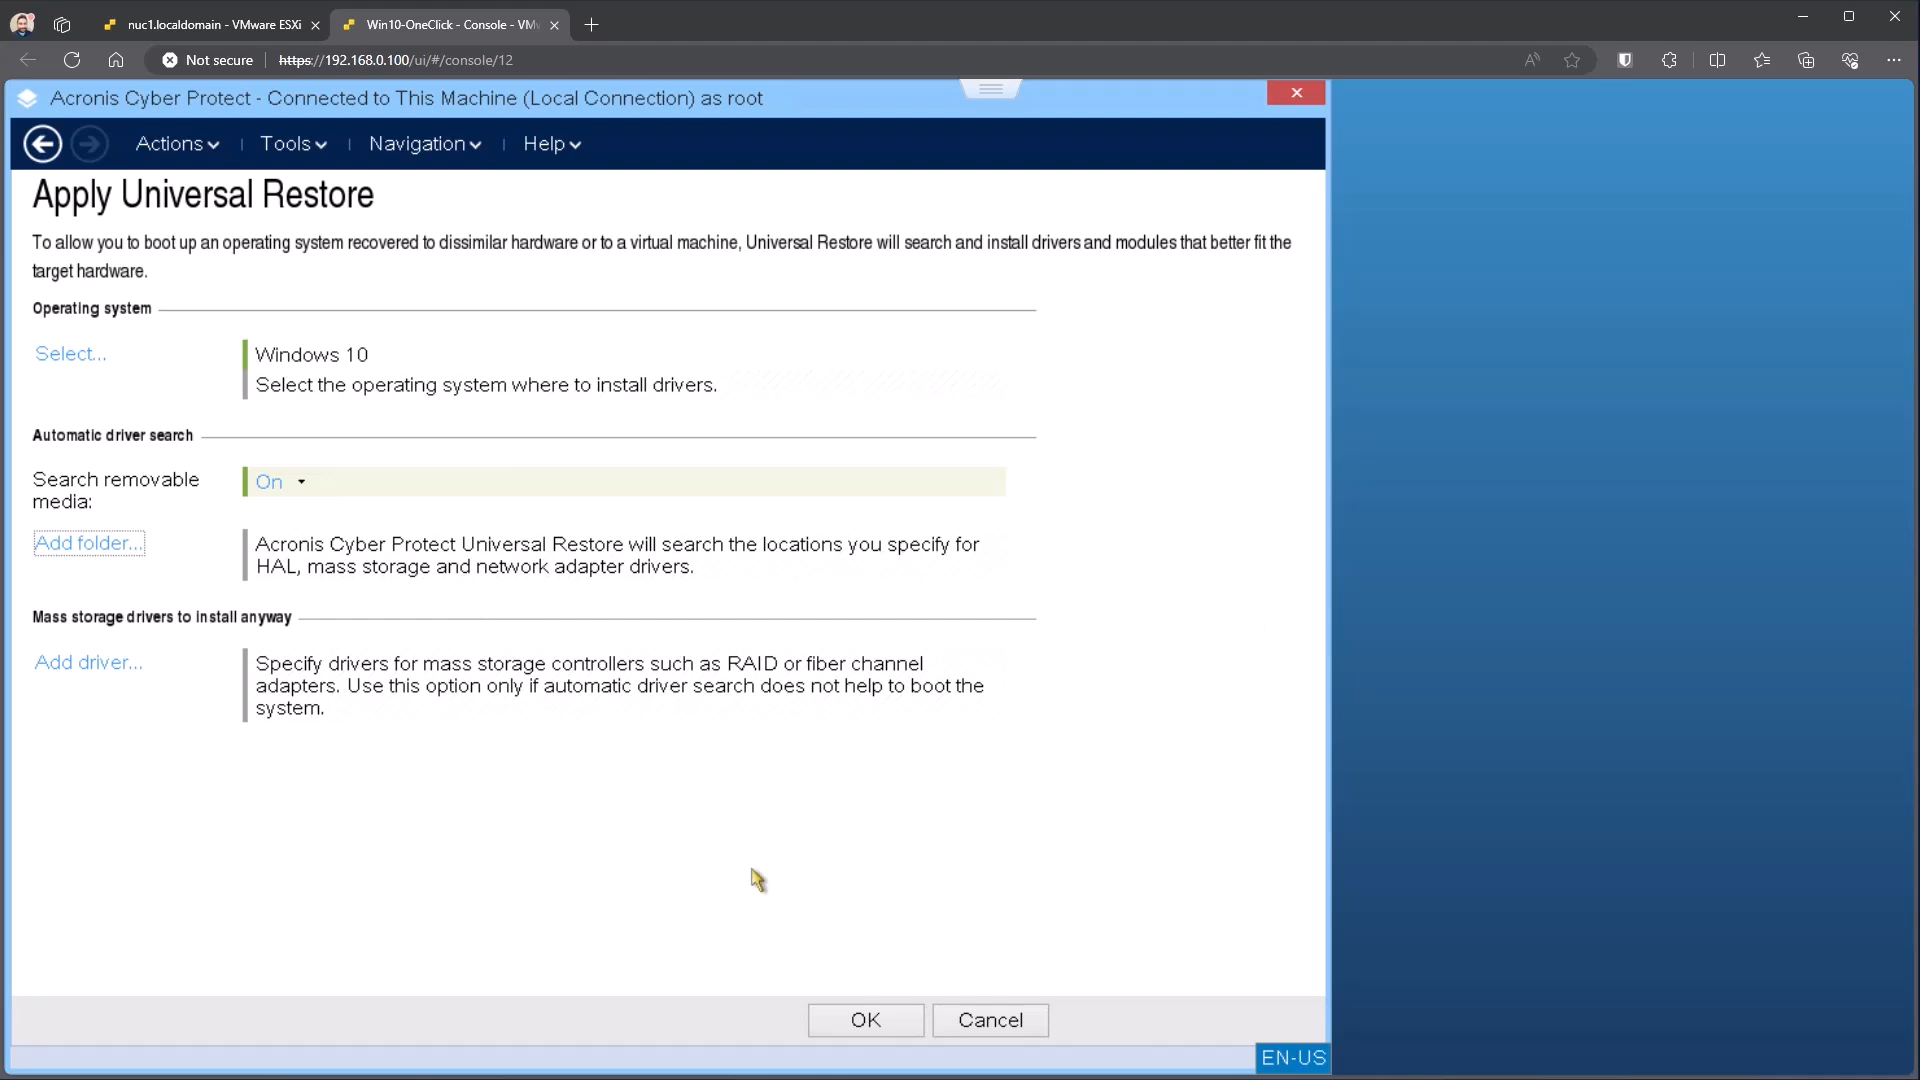 nuc1.localdomain - VMware ESXi
Win10-OneClick - Console - VM
Not secure
https://192.168.0.100/ui/#/console/12
Acronis Cyber Protect - Connected to This Machine (Local Connection) as root
Actions
Tools
Navigation
Help
Apply Universal Restore
To allow you to boot up an operating system recovered to dissimilar hardware or to a virtual machine, Universal Restore will search and install drivers and modules that better fit the
target hardware.
Operating system
Select...
Windows 10
Select the operating system where to install drivers.
Automatic driver search
Search removable
media:
On
Add folder...
Acronis Cyber Protect Universal Restore will search the locations you specify for
HAL, mass storage and network adapter drivers.
Mass storage drivers to install anyway
Add driver...
Specify drivers for mass storage controllers such as RAID or fiber channel
adapters. Use this option only if automatic driver search does not help to boot the
system.
OK
Cancel
EN-US